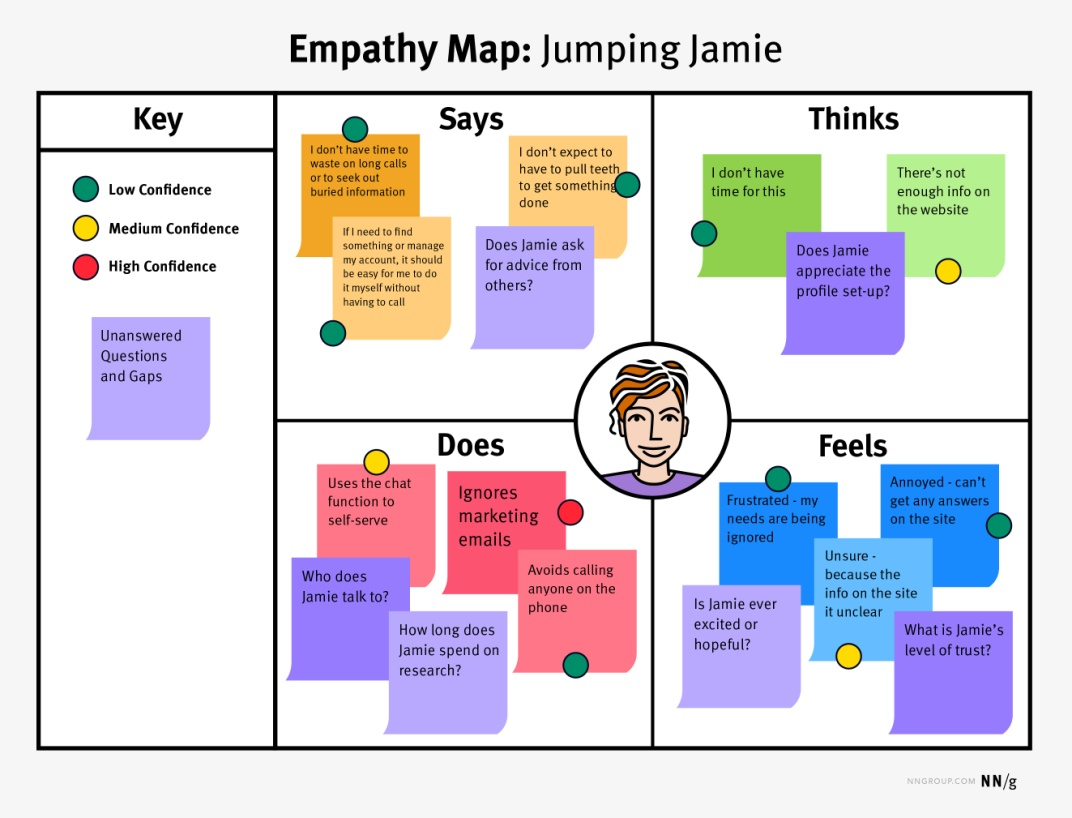 Empathy Map: Jumping Jamie
Key
Low Confidence
Medium Confidence
High Confidence
Unanswered
Questions
and Gaps
Says
I don't have time to
waste on long calls
or to seek out
buried information
I don't expect to
have to pull teeth
to get something
done
If I need to find
something or manage
my account, it should
be easy for me to do
it myself without
having to call
Does Jamie ask
for advice from
others?
Thinks
I don't have
time for this
There's not
enough info on
the website
Does Jamie
appreciate the
profile set-up?
Does
Uses the chat
function to
self-serve
Ignores
marketing
emails
Avoids calling
anyone on the
phone
Who does
Jamie talk to?
How long does
Jamie spend on
research?
Feels
Frustrated - my
needs are being
ignored
Annoyed - can't
get any answers
on the site
Unsure -
because the
info on the site
it unclear
Is Jamie ever
excited or
hopeful?
What is Jamie's
level of trust?
NNGROUP.COM NN/g